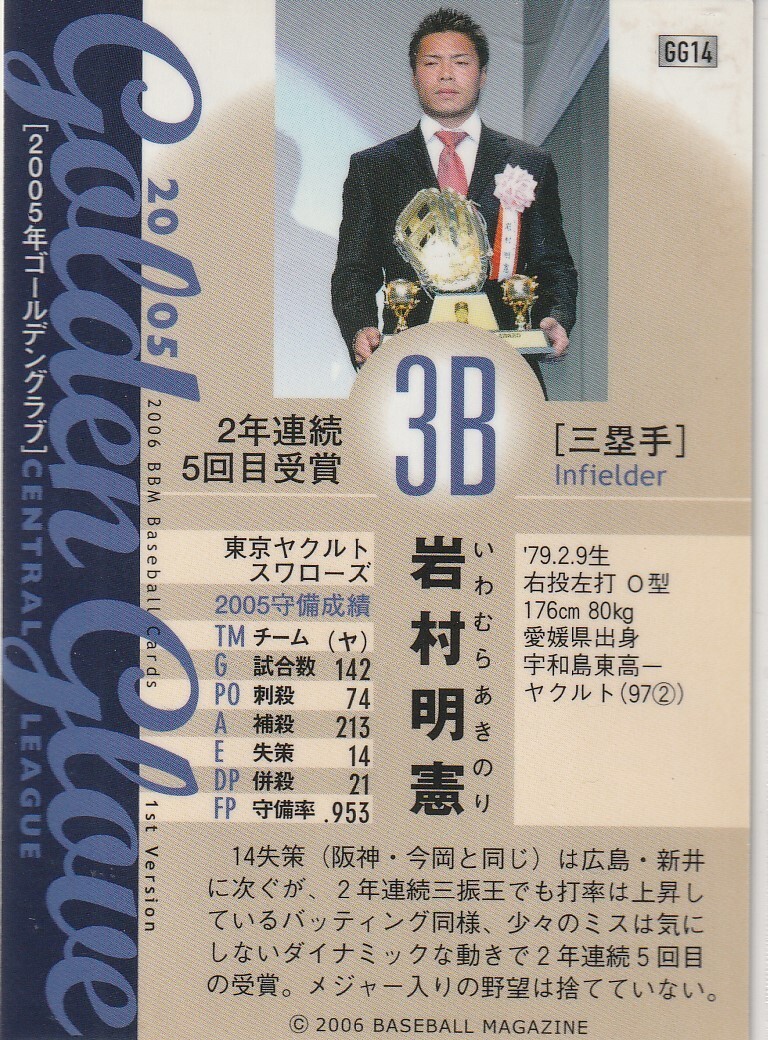 GG14
Golden Glove
20/05
[2005年ゴールデングラブ]
CENTRAL LEAGUE
2006 BBM Baseball Cards 1st Version
岩村明憲
AWARD
2年連続
5回目受賞
3B
[三塁手]
Infielder
東京ヤクルト
スワローズ
2005守備成績
TM チーム (ヤ)
G 試合数 142
PO 刺殺 74
A 補殺 213
E 失策 14
DP 併殺 21
FP 守備率 .953
岩村明憲
いわむらあきのり
'79.2.9生
右投左打 O型
176cm 80kg
愛媛県出身
宇和島東高ー
ヤクルト(97②)
14失策(阪神・今岡と同じ)は広島・新井
に次ぐが、2年連続三振王でも打率は上昇し
ているバッティング同様、少々のミスは気に
しないダイナミックな動きで2年連続5回目
の受賞。メジャー入りの野望は捨てていない。
© 2006 BASEBALL MAGAZINE